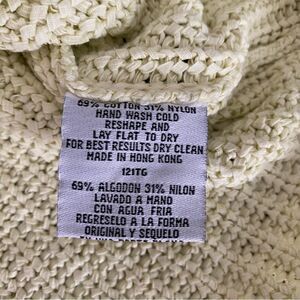 69% COTTON 31% NYLON
HAND WASH COLD
RESHAPE AND
LAY FLAT TO DRY
FOR BEST RESULTS DRY CLEAN
MADE IN HONG KONG
121TG
69% ALGODON 31% NILON
LAVADO A MANO
CON AGUA FRIA
REGRESELO A LA FORMA
ORIGINAL Y SEQUELO